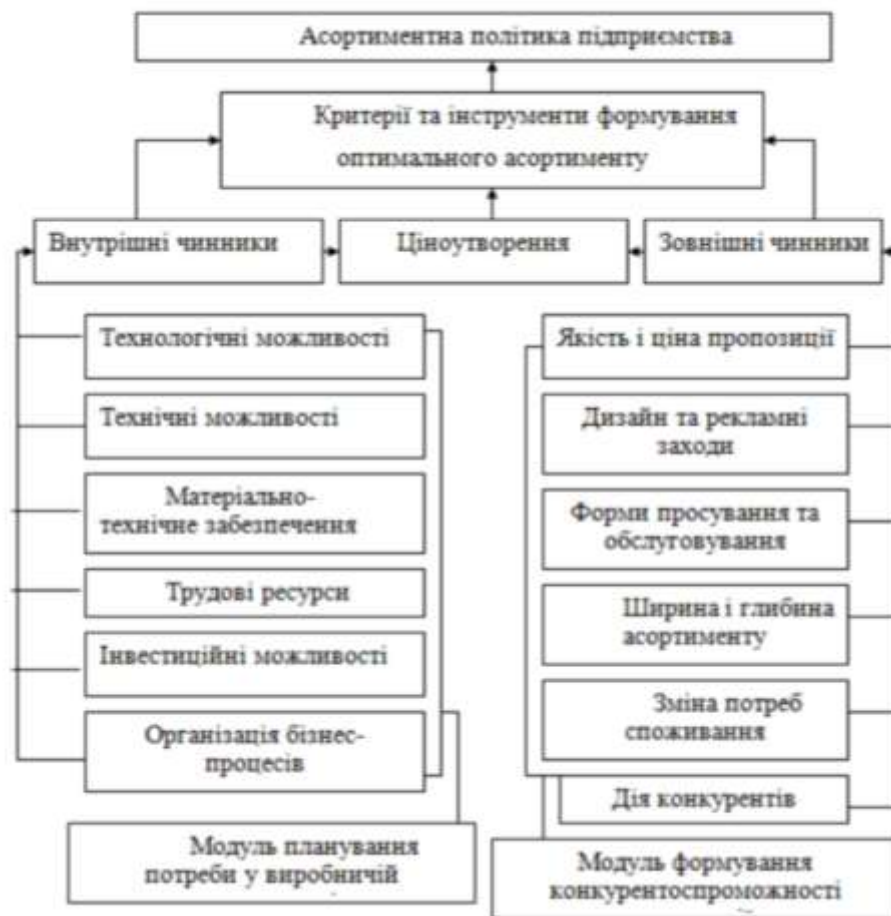 Асортиментна політика підприємства
Критерії та інструменти формування
оптимального асортименту
Внутрішні чинники
Ціноутворення
Зовнішні чинники
Технологічні можливості
Технічні можливості
Матеріально-
технічне забезпечення
Трудові ресурси
Інвестиційні можливості
Організація бізнес-
процесів
Модуль планування
потреби у виробничій
Якість і ціна пропозиції
Дизайн та рекламні
заходи
Форми просування та
обслуговування
Ширина і глибина
асортименту
Зміна потреб
споживання
Дія конкурентів
Модуль формування
конкурентоспроможності